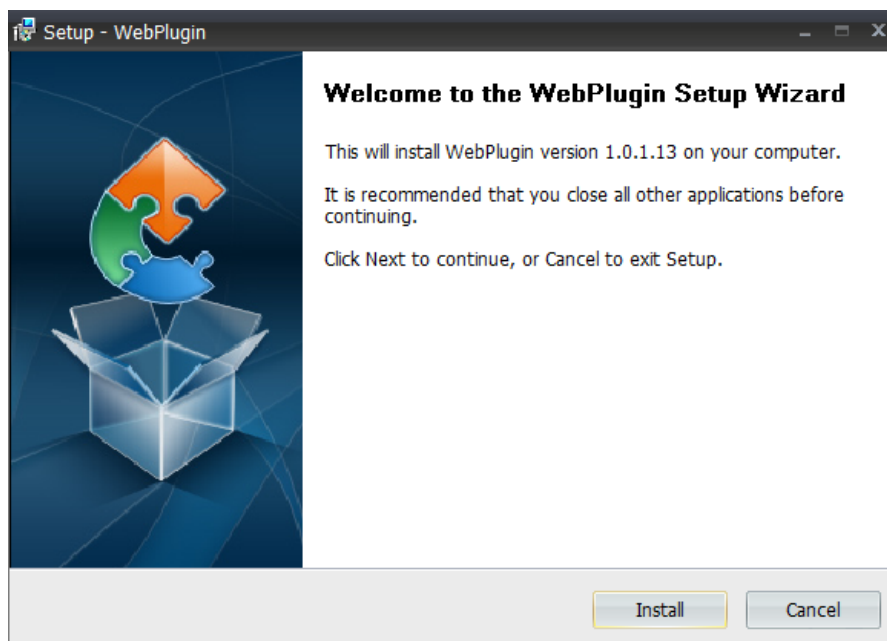 Setup - WebPlugin
Welcome to the WebPlugin Setup Wizard
This will install WebPlugin version 1.0.1.13 on your computer.
It is recommended that you close all other applications before
continuing.
Click Next to continue, or Cancel to exit Setup.
Install
Cancel